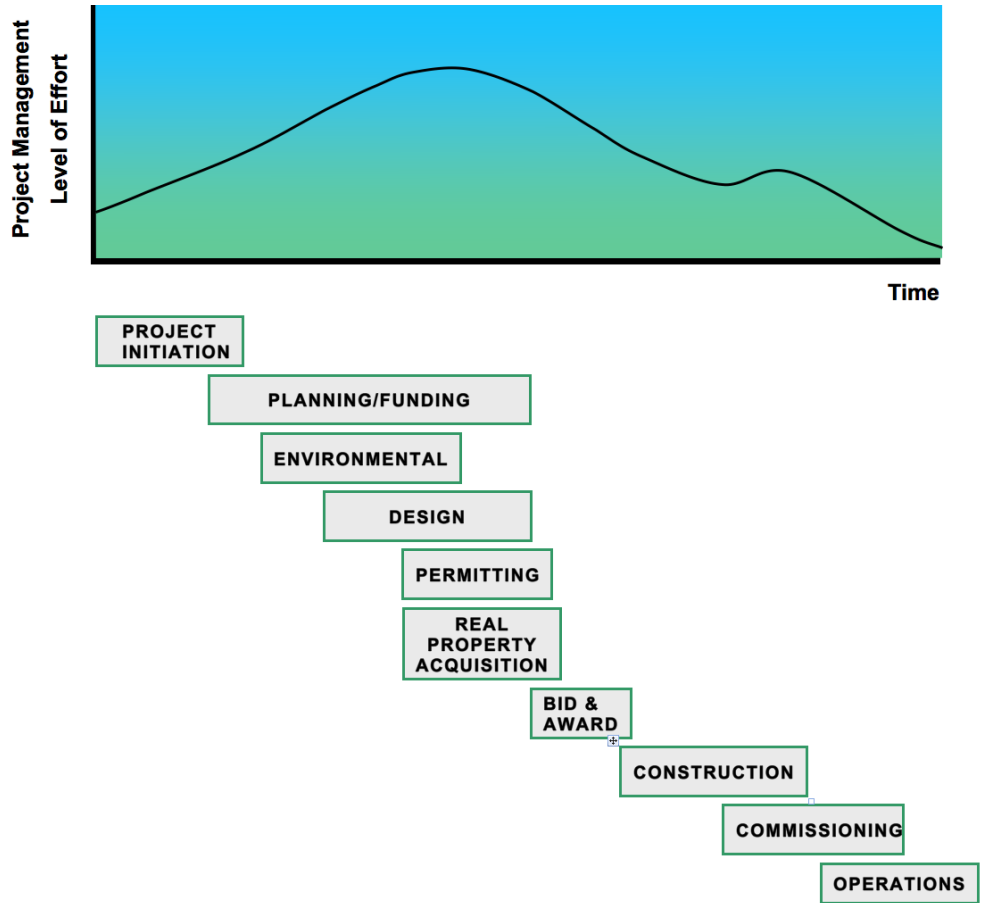 Project Management
Level of Effort
Time
PROJECT
INITIATION
PLANNING/FUNDING
ENVIRONMENTAL
DESIGN
PERMITTING
REAL
PROPERTY
ACQUISITION
BID &
AWARD
CONSTRUCTION
COMMISSIONING
OPERATIONS